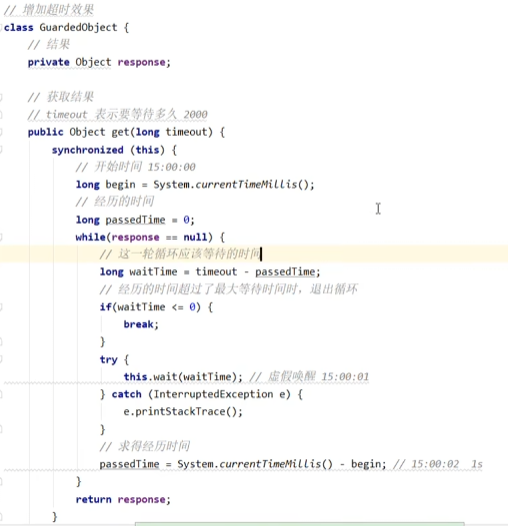 // 增加超时效果
class GuardedObject {
// 结果
private Object response;
// 获取结果
// timeout 表示要等待多久 2000
public Object get(long timeout) {
synchronized (this) {
// 开始时间 15:00:00
long begin = System.currentTimeMillis();
// 经历的时间
long passedTime = 0;
while(response == null) {
// 这一轮循环应该等待的时间
long waitTime = timeout - passedTime;
// 经历的时间超过了最大等待时间时，退出循环
if(waitTime <= 0) {
break;
}
try {
this.wait(waitTime); // 虚假唤醒 15:00:01
} catch (InterruptedException e) {
e.printStackTrace();
}
// 求得经历时间
passedTime = System.currentTimeMillis() - begin; // 15:00:02 1s
}
return response;
}